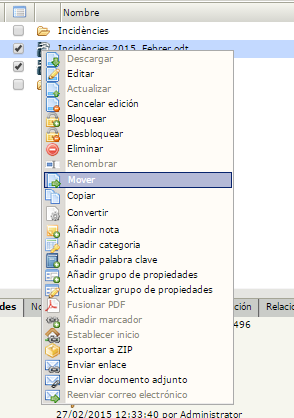 Nombre
Incidències
Incidències 2015_Febrer.odt
Descargar
Editar
Actualizar
Cancelar edición
Bloquear
Desbloquear
Eliminar
Renombrar
Mover
Copiar
Convertir
Añadir nota
Añadir categoria
Añadir palabra clave
Añadir grupo de propiedades
Actualizar grupo de propiedades
Fusionar PDF
Añadir marcador
Establecer inicio
Exportar a ZIP
Enviar enlace
Enviar documento adjunto
Reenviar correo electrónico
des No ción Relacio
496
27/02/2015 12:33:40 por Administrator